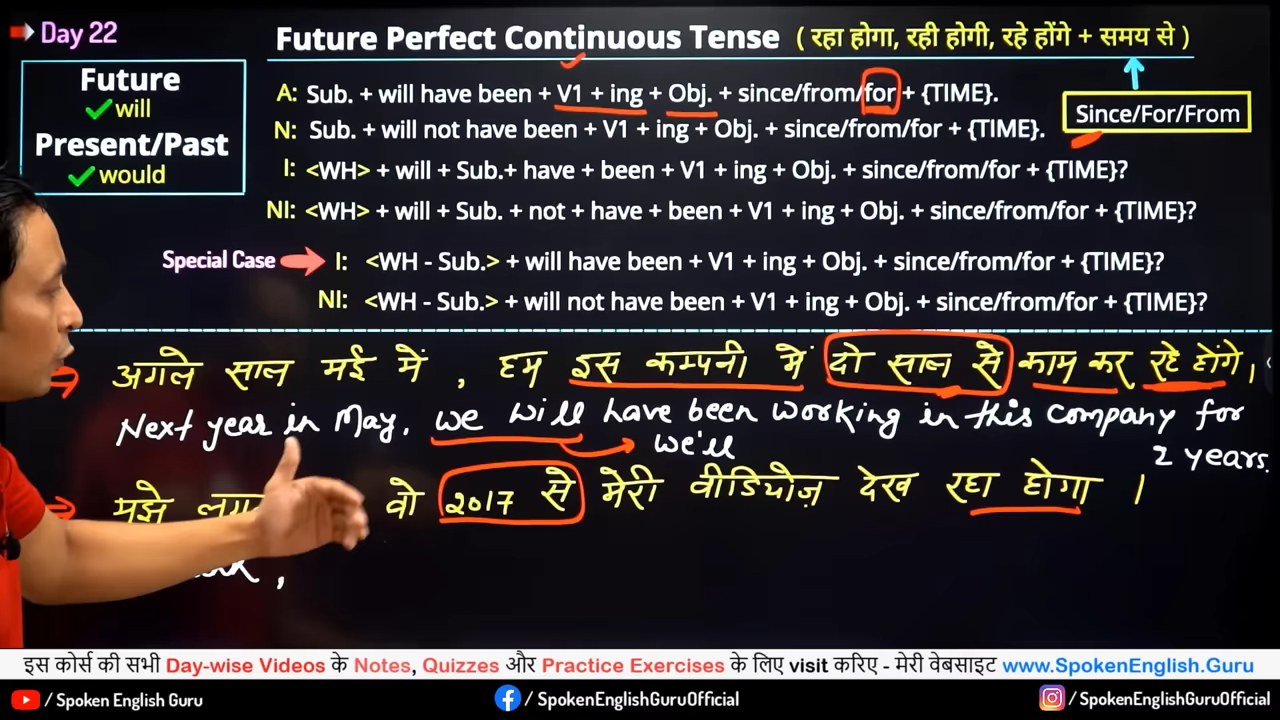 Day 22
Future Perfect Continuous Tense ( रहा होगा, रही होगी, रहे होंगे + समय से )
Future
will
Present/Past
would
A: Sub. + will have been + V1 + ing + Obj. + since/from/for + {TIME}.
Since/For/From
N: Sub. + will not have been + V1 + ing + Obj. + since/from/for + {TIME}.
I: <WH> + will + Sub.+ have + been + V1 + ing + Obj. + since/from/for + {TIME}?
NI: <WH> + will + Sub. + not + have + been + V1 + ing + Obj. + since/from/for + {TIME}?
Special Case I: <WH - Sub.> + will have been + V1 + ing + Obj. + since/from/for + {TIME}?
NI: <WH - Sub.> + will not have been + V1 + ing + Obj. + since/from/for + {TIME}?
अगले साल मई में , हम इस कम्पनी में दो साल से काम कर रहे होंगे।
Next year in May, we will have been working in this company for
we'll 2 years.
मझे वो 2017 से मेरी वीडियोज़ देख रहा होगा ।
इस कोर्स की सभी Day-wise Videos के Notes, Quizzes और Practice Exercises के लिए visit करिए - मेरी वेबसाइट www.SpokenEnglish.Guru
/ Spoken English Guru
/ SpokenEnglishGuruOfficial
/ SpokenEnglishGuruOfficial